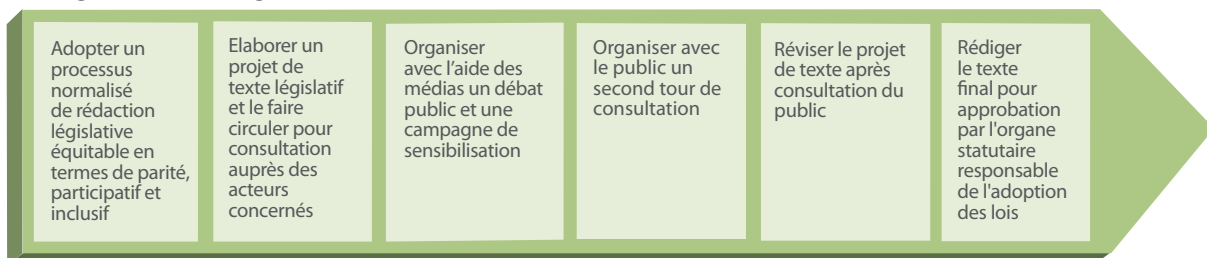 Adopter un
processus
normalisé
de rédaction
législative
équitable en
termes de parité,
participatif et
inclusif
Elaborer un
projet de
texte législatif
et le faire
circuler pour
consultation
auprès des
acteurs
concernés
Organiser
avec l’aide des
médias un débat
public et une
campagne de
sensibilisation
Organiser avec
le public un
second tour de
consultation
Réviser le projet
de texte après
consultation du
public
Rédiger
le texte
final pour
approbation
par l'organe
statutaire
responsable
de l'adoption
des lois